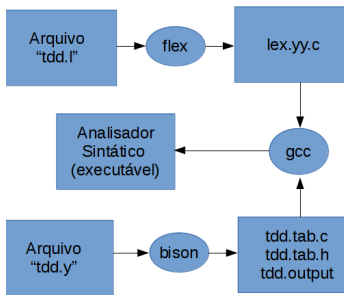 Arquivo
“tdd.l”
flex
lex.yy.c
Analisador
Sintático
(executável)
gcc
Arquivo
“tdd.y”
bison
tdd.tab.c
tdd.tab.h
tdd.output